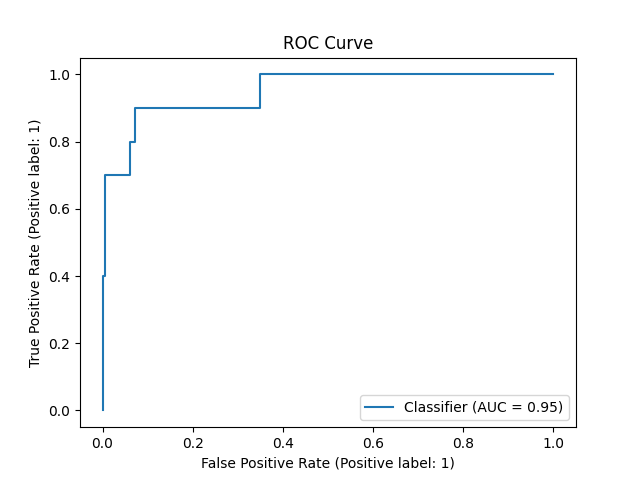 ROC Curve
True Positive Rate (Positive label: 1)
1.0
0.8
0.6
0.4
0.2
0.0
0.0 0.2 0.4 0.6 0.8 1.0
Classifier (AUC = 0.95)
False Positive Rate (Positive label: 1)